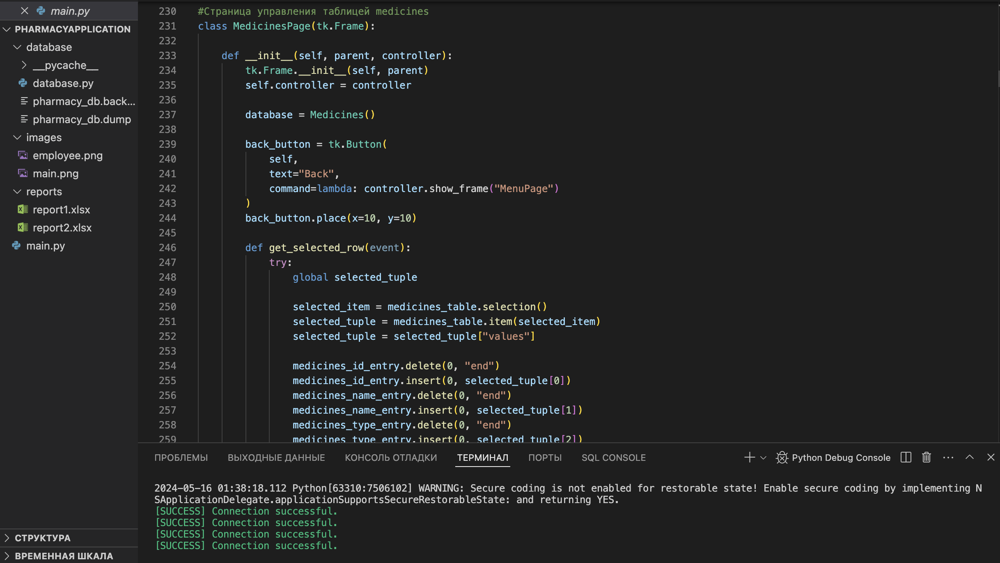 main.py
PHARMACYAPPLICATION
database
__pycache__
database.py
pharmacy_db.back...
pharmacy_db.dump
images
employee.png
main.png
reports
report1.xlsx
report2.xlsx
main.py
СТРУКТУРА
ВРЕМЕННАЯ ШКАЛА
230 #Страница управления таблицей medicines
231 class MedicinesPage(tk.Frame):
232
233     def __init__(self, parent, controller):
234         tk.Frame.__init__(self, parent)
235         self.controller = controller
236
237         database = Medicines()
238
239         back_button = tk.Button(
240             self,
241             text="Back",
242             command=lambda: controller.show_frame("MenuPage")
243         )
244         back_button.place(x=10, y=10)
245
246         def get_selected_row(event):
247             try:
248                 global selected_tuple
249
250                 selected_item = medicines_table.selection()
251                 selected_tuple = medicines_table.item(selected_item)
252                 selected_tuple = selected_tuple["values"]
253
254                 medicines_id_entry.delete(0, "end")
255                 medicines_id_entry.insert(0, selected_tuple[0])
256                 medicines_name_entry.delete(0, "end")
257                 medicines_name_entry.insert(0, selected_tuple[1])
258                 medicines_type_entry.delete(0, "end")
259                 medicines_type_entry.insert(0, selected_tuple[2])
ПРОБЛЕМЫ ВЫХОДНЫЕ ДАННЫЕ КОНСОЛЬ ОТЛАДКИ ТЕРМИНАЛ ПОРТЫ SQL CONSOLE Python Debug Console
2024-05-16 01:38:18.112 Python[63310:7506102] WARNING: Secure coding is not enabled for restorable state! Enable secure coding by implementing N
SApplicationDelegate.applicationSupportsSecureRestorableState: and returning YES.
[SUCCESS] Connection successful.
[SUCCESS] Connection successful.
[SUCCESS] Connection successful.
[SUCCESS] Connection successful.